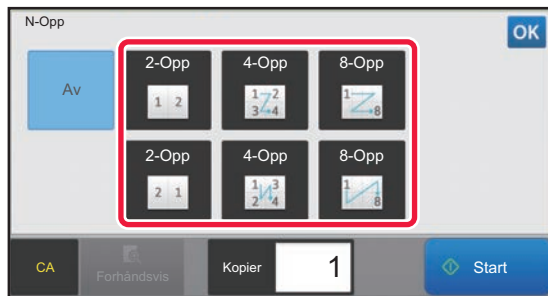 N-Opp
OK
Av
2-Opp 4-Opp 8-Opp
1 2 1 2 1
3 4 8
2-Opp 4-Opp 8-Opp
2 1 1 3 1
2 4 8
CA Forhåndsvis Kopier 1 Start